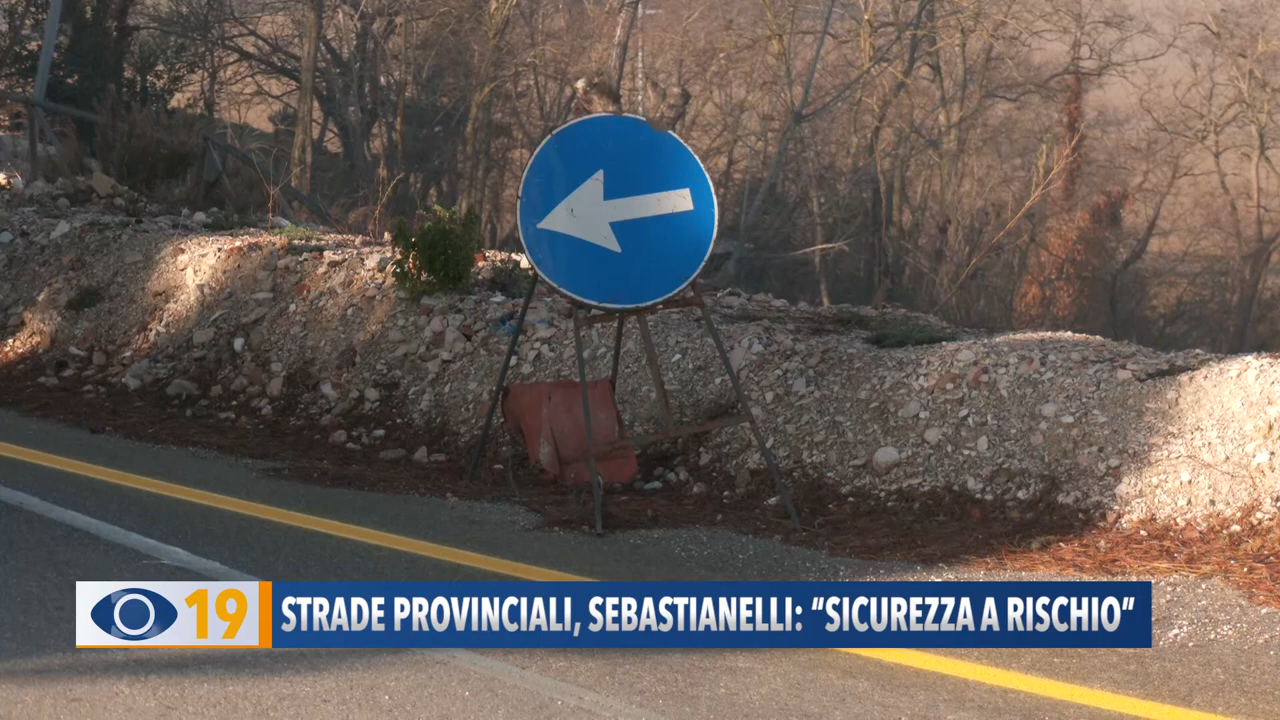 19 STRADE PROVINCIALI, SEBASTIANELLI: “SICUREZZA A RISCHIO”